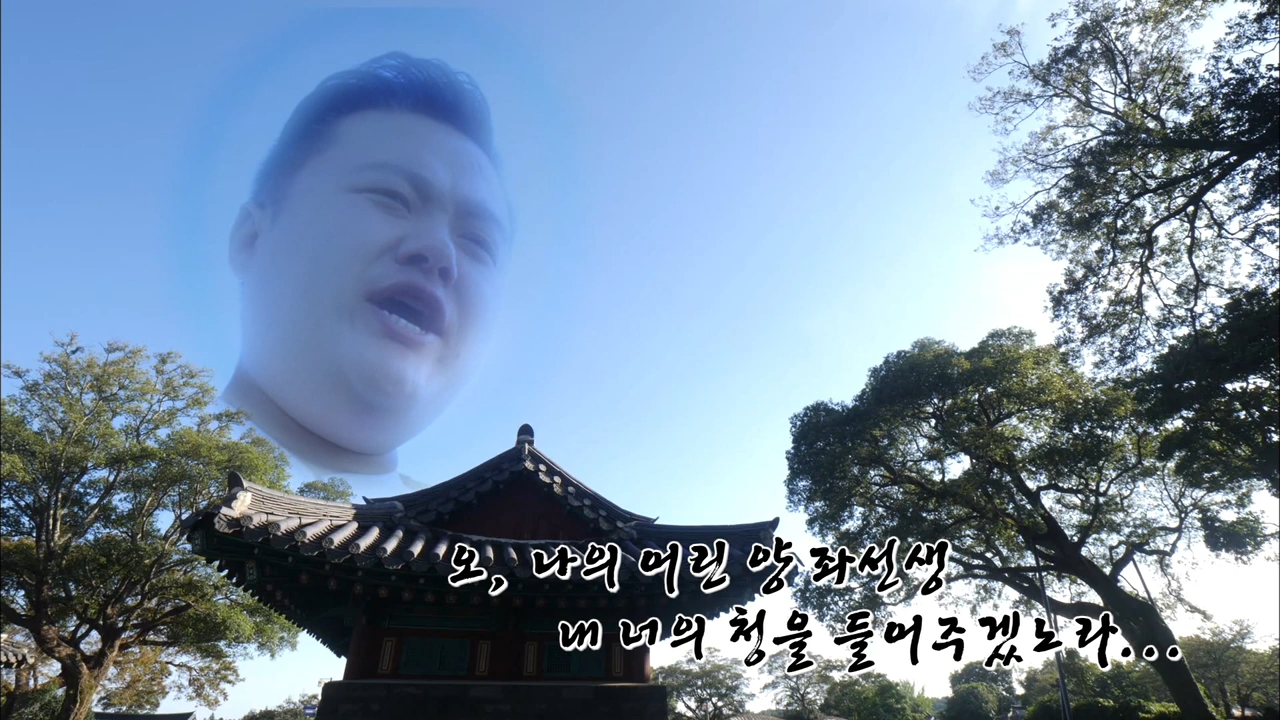 오, 나의 어린 양 좌선생
내 너의 청을 들어주겠노라...